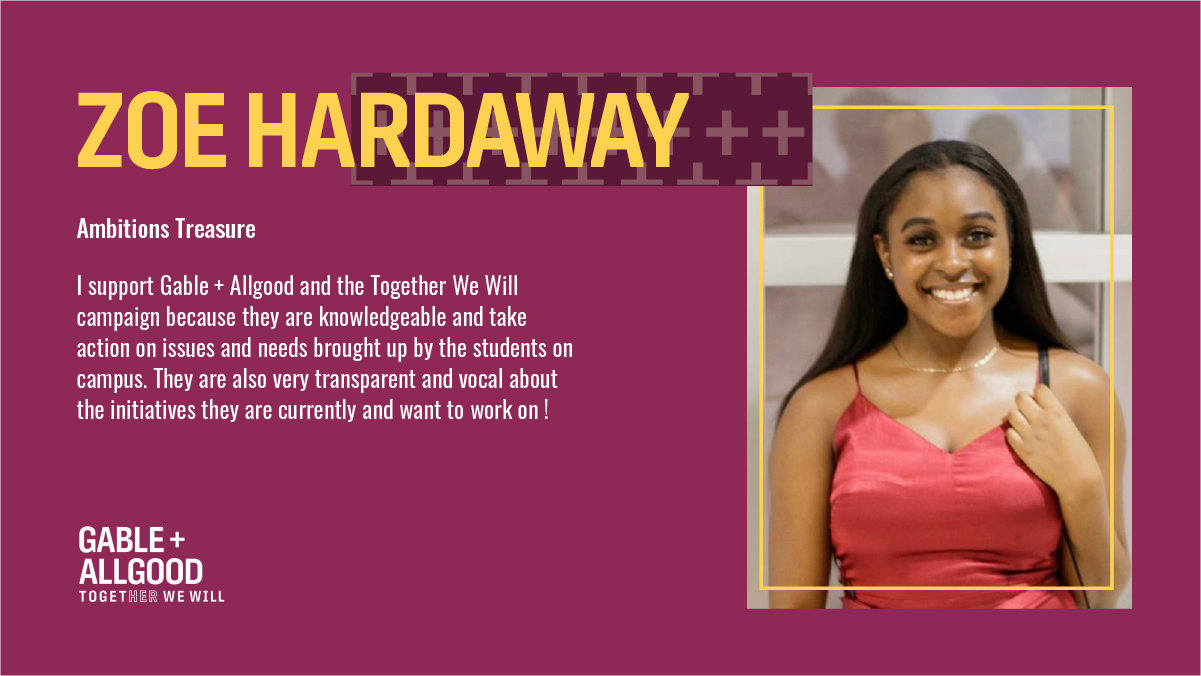 ZOE HARDAWAY
Ambitions Treasure
I support Gable + Allgood and the Together We Will
campaign because they are knowledgeable and take
action on issues and needs brought up by the students on
campus. They are also very transparent and vocal about
the initiatives they are currently and want to work on !
GABLE +
ALLGOOD
TOGETHER WE WILL